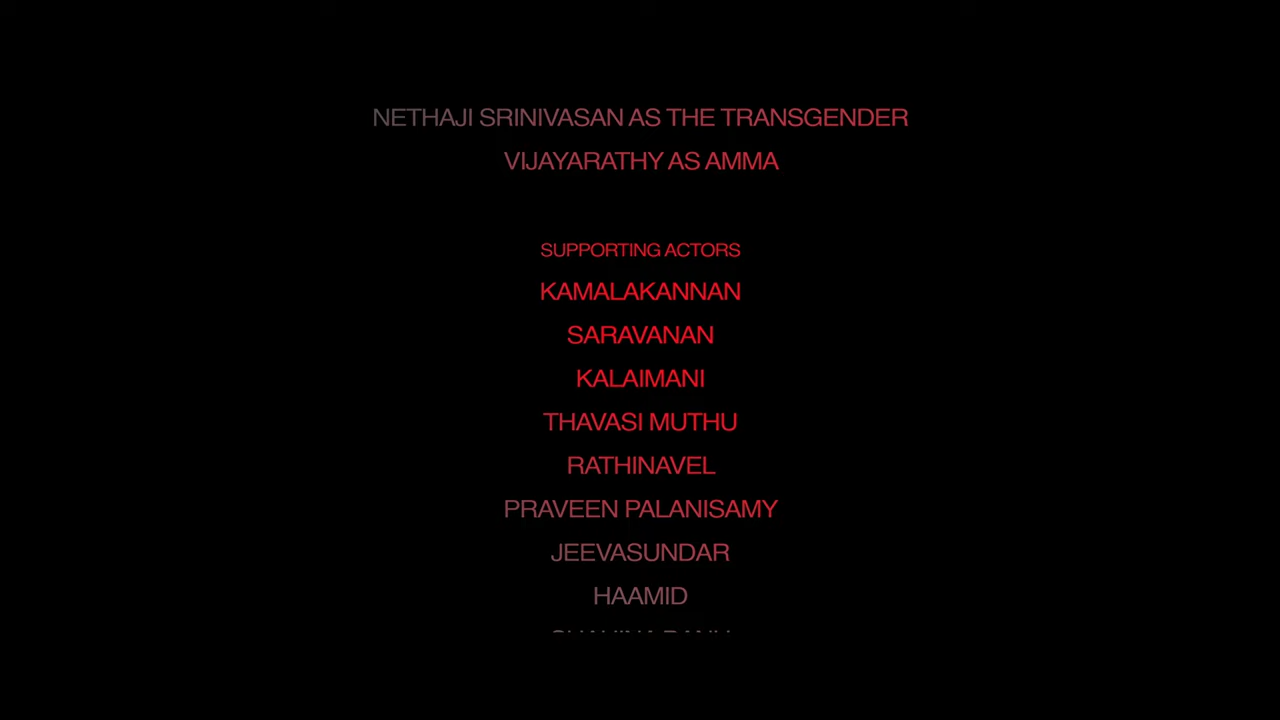 NETHAJI SRINIVASAN AS THE TRANSGENDER
VIJAYARATHY AS AMMA
SUPPORTING ACTORS
KAMALAKANNAN
SARAVANAN
KALAIMANI
THAVASI MUTHU
RATHINAVEL
PRAVEEN PALANISAMY
JEEVASUNDAR
HAAMID